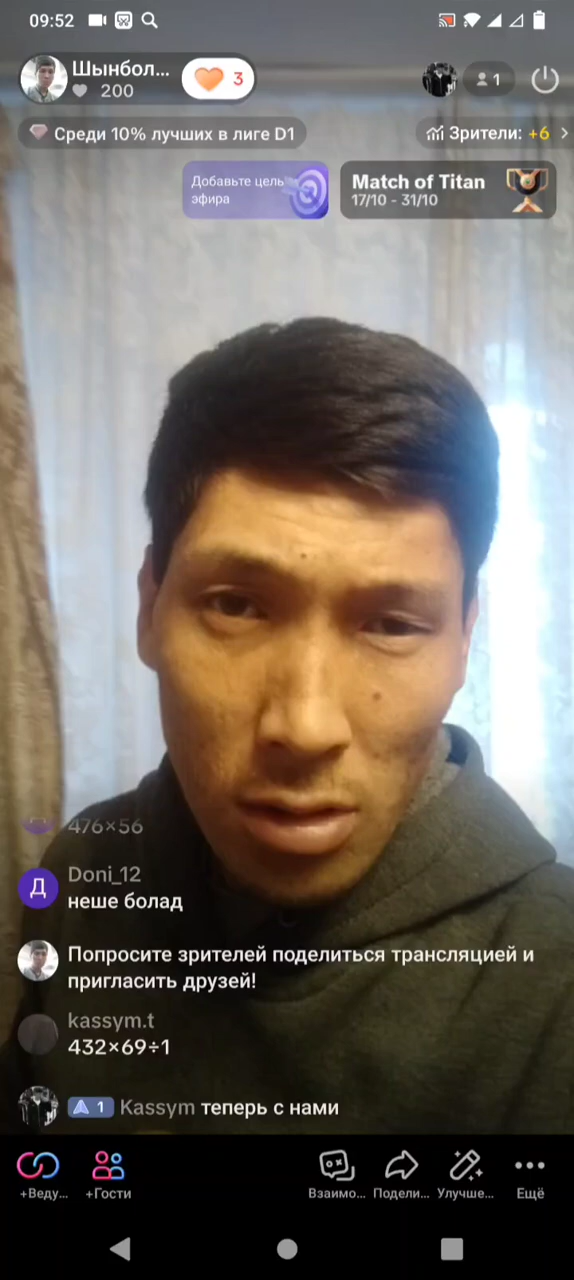 09:52
Шынбол...
200
3
1
Среди 10% лучших в лиге D1
Зрители: +6
Добавьте цель
эфира
Match of Titan
17/10 - 31/10
476×56
Д
Doni_12
неше болад
Попросите зрителей поделиться трансляцией и
пригласить друзей!
kassym.t
432×69÷1
1 Kassym теперь с нами
+Веду...
+Гости
Взаимо...
Подели...
Улучше...
Ещё